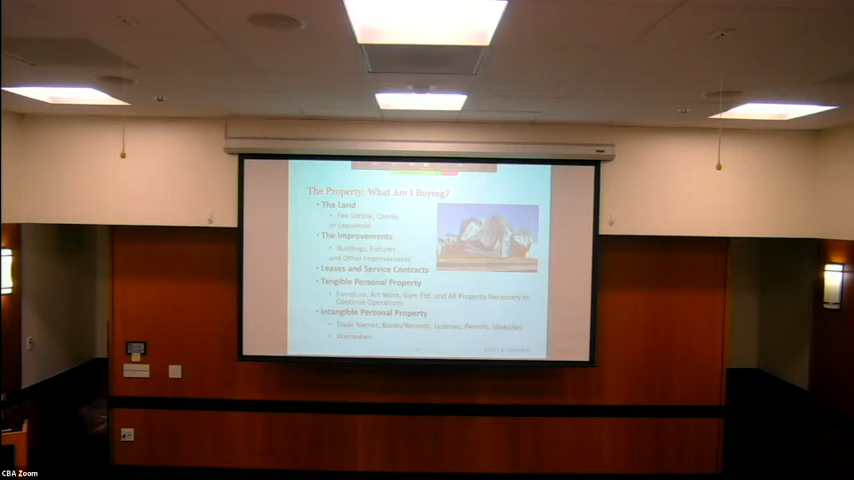 The Property: What Am I Buying?
• The Land
• Fee Simple, Condo,
or Leasehold
• The Improvements
• Buildings, Fixtures
and Other Improvements
• Leases and Service Contracts
• Tangible Personal Property
• Furniture, Art Work, Gym Eqt. and All Property Necessary to
Continue Operations
• Intangible Personal Property
• Trade Names, Books/Records, Licenses, Permits, Websites
• Warranties
CBA Zoom